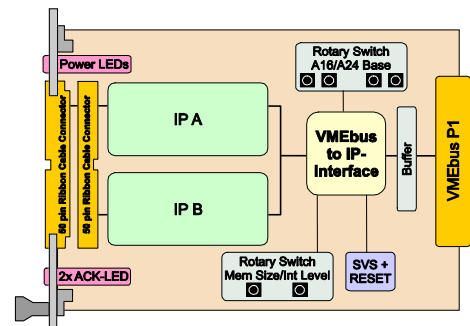 Power LEDs
Rotary Switch
A16/A24 Base
50 pin Ribbon Cable Connector
50 pin Ribbon Cable Connector
IP A
IP B
VMEbus
to IP-
Interface
Buffer
VMEbus P1
2x ACK-LED
Rotary Switch
Mem Size/Int Level
SVS +
RESET